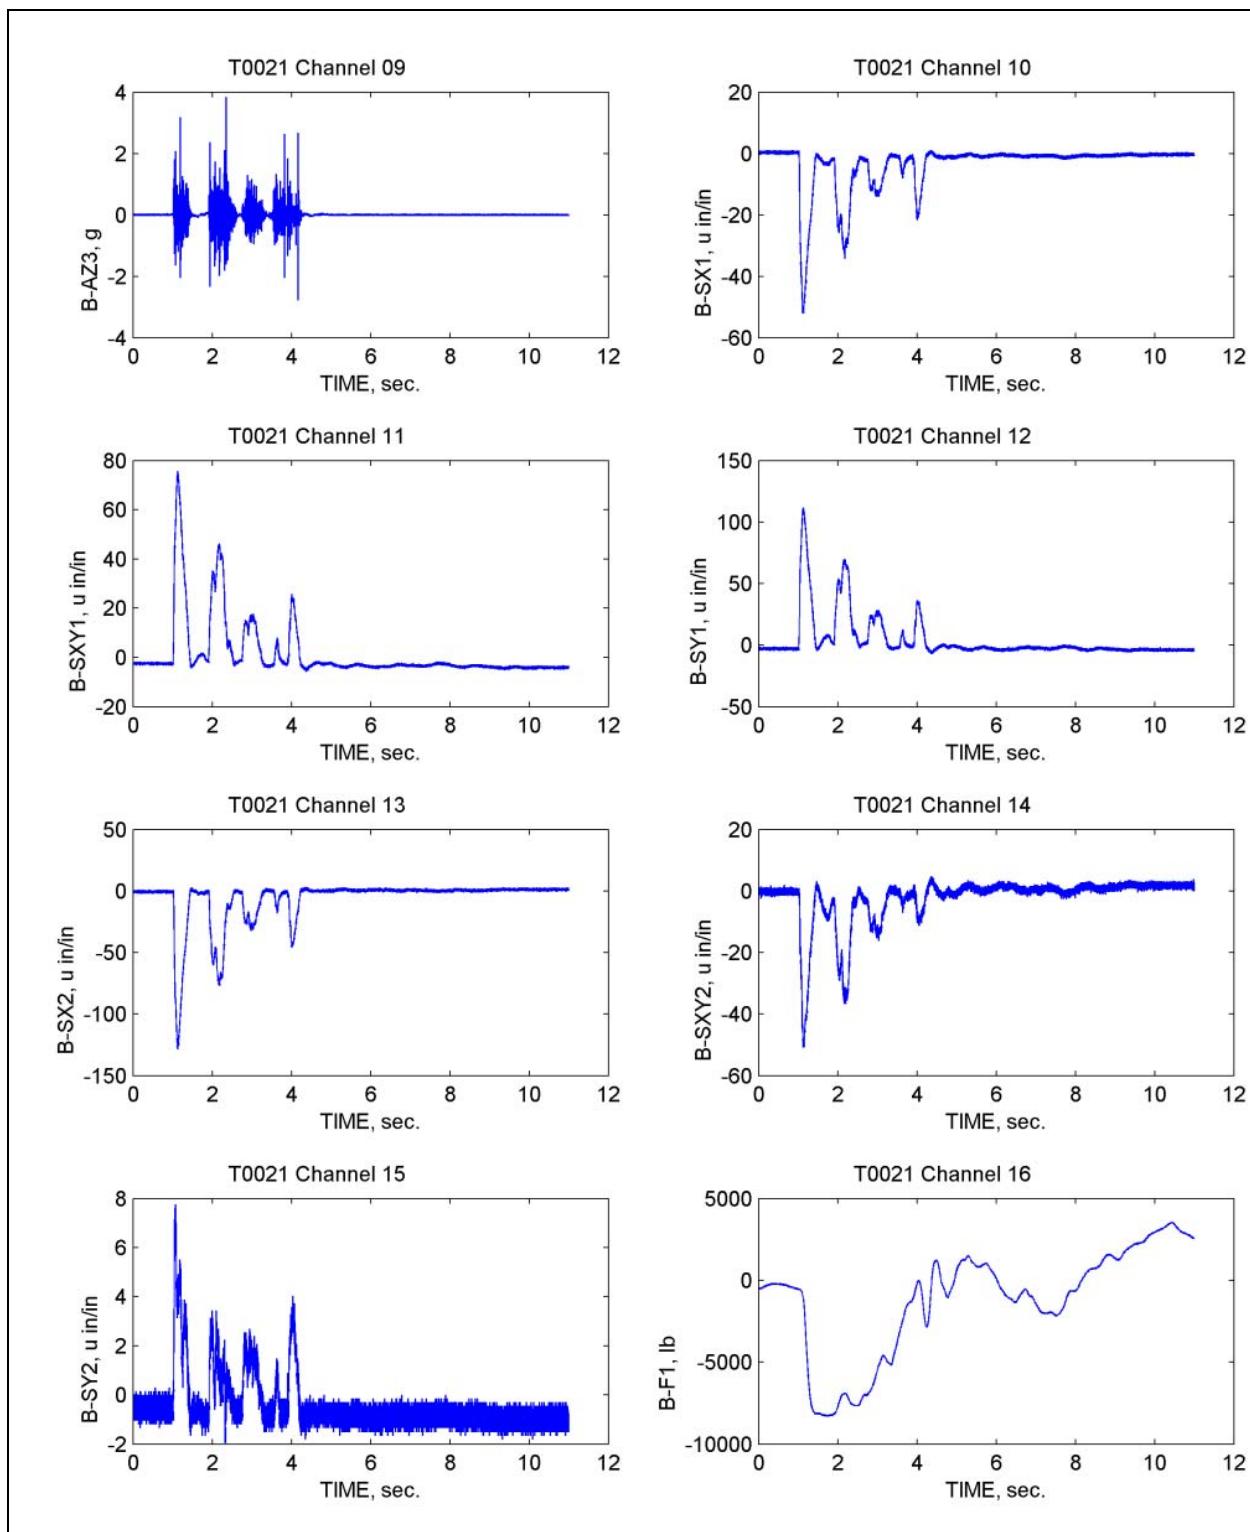 T0021 Channel 09
4
2
0
-2
-4
B-AZ3, g
0 2 4 6 8 10 12
TIME, sec.
T0021 Channel 10
20
0
-20
-40
-60
B-SX1, u in/in
0 2 4 6 8 10 12
TIME, sec.
T0021 Channel 11
80
60
40
20
0
-20
B-SXY1, u in/in
0 2 4 6 8 10 12
TIME, sec.
T0021 Channel 12
150
100
50
0
-50
B-SY1, u in/in
0 2 4 6 8 10 12
TIME, sec.
T0021 Channel 13
50
0
-50
-100
-150
B-SX2, u in/in
0 2 4 6 8 10 12
TIME, sec.
T0021 Channel 14
20
0
-20
-40
-60
B-SXY2, u in/in
0 2 4 6 8 10 12
TIME, sec.
T0021 Channel 15
8
6
4
2
0
-2
B-SY2, u in/in
0 2 4 6 8 10 12
TIME, sec.
T0021 Channel 16
5000
0
-5000
-10000
B-F1, lb
0 2 4 6 8 10 12
TIME, sec.